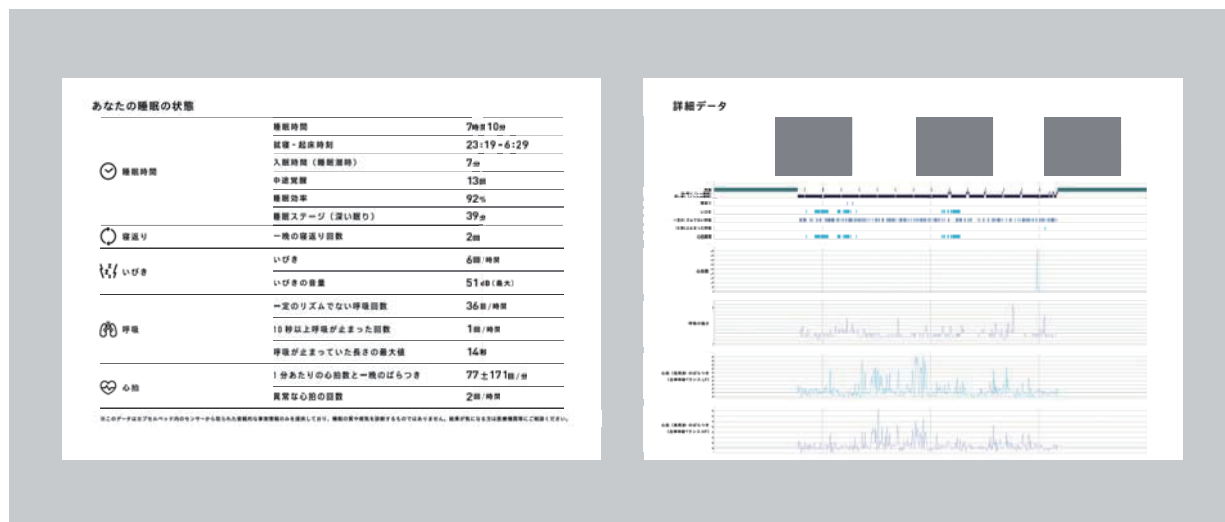 あなたの睡眠の状態
睡眠時間
睡眠時間 7時間10分
就寝・起床時刻 23:19-6:29
入眠時間（睡眠潜時） 7分
中途覚醒 13回
睡眠効率 92%
睡眠ステージ（深い眠り） 39分
寝返り
一晩の寝返り回数 2回
いびき
いびき 6回/時間
いびきの音量 51dB（最大）
呼吸
一定のリズムでない呼吸回数 36回/時間
10秒以上呼吸が止まった回数 1回/時間
呼吸が止まっていた長さの最大値 14秒
心拍
1分あたりの心拍数と一晩のばらつき 77±171回/分
異常な心拍の回数 2回/時間
詳細データ
寝返り
いびき
心拍数
呼吸の強さ